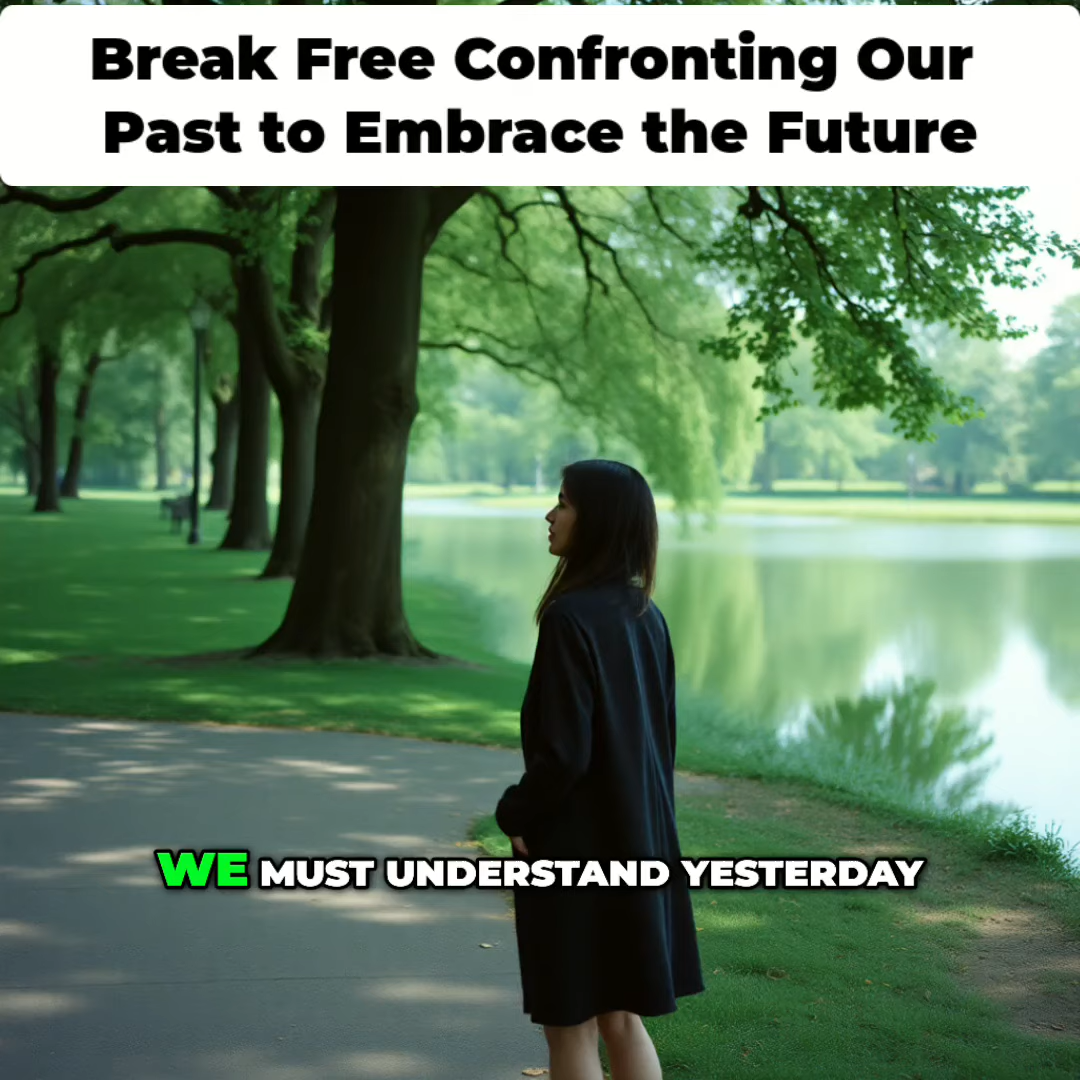 Break Free Confronting Our
Past to Embrace the Future
WE MUST UNDERSTAND YESTERDAY